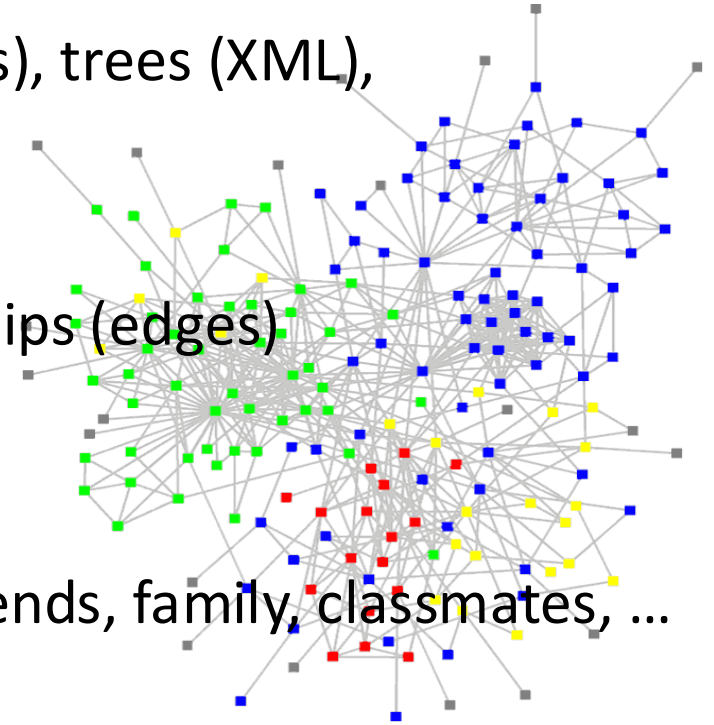 s), trees (XML),
ips (edges)
ends, family, classmates, ...